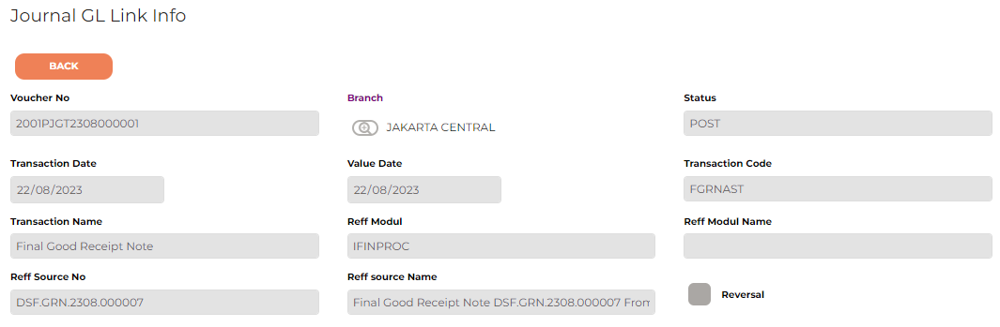 Journal GL Link Info
BACK
Voucher No
Branch
Status
2001PJGT2308000001
JAKARTA CENTRAL
POST
Transaction Date
Value Date
Transaction Code
22/08/2023
22/08/2023
FGRNAST
Transaction Name
Reff Modul
Reff Modul Name
Final Good Receipt Note
IFINPROC
Reff Source No
Reff source Name
Reversal
DSF.GRN.2308.000007
Final Good Receipt Note DSF.GRN.2308.000007 From